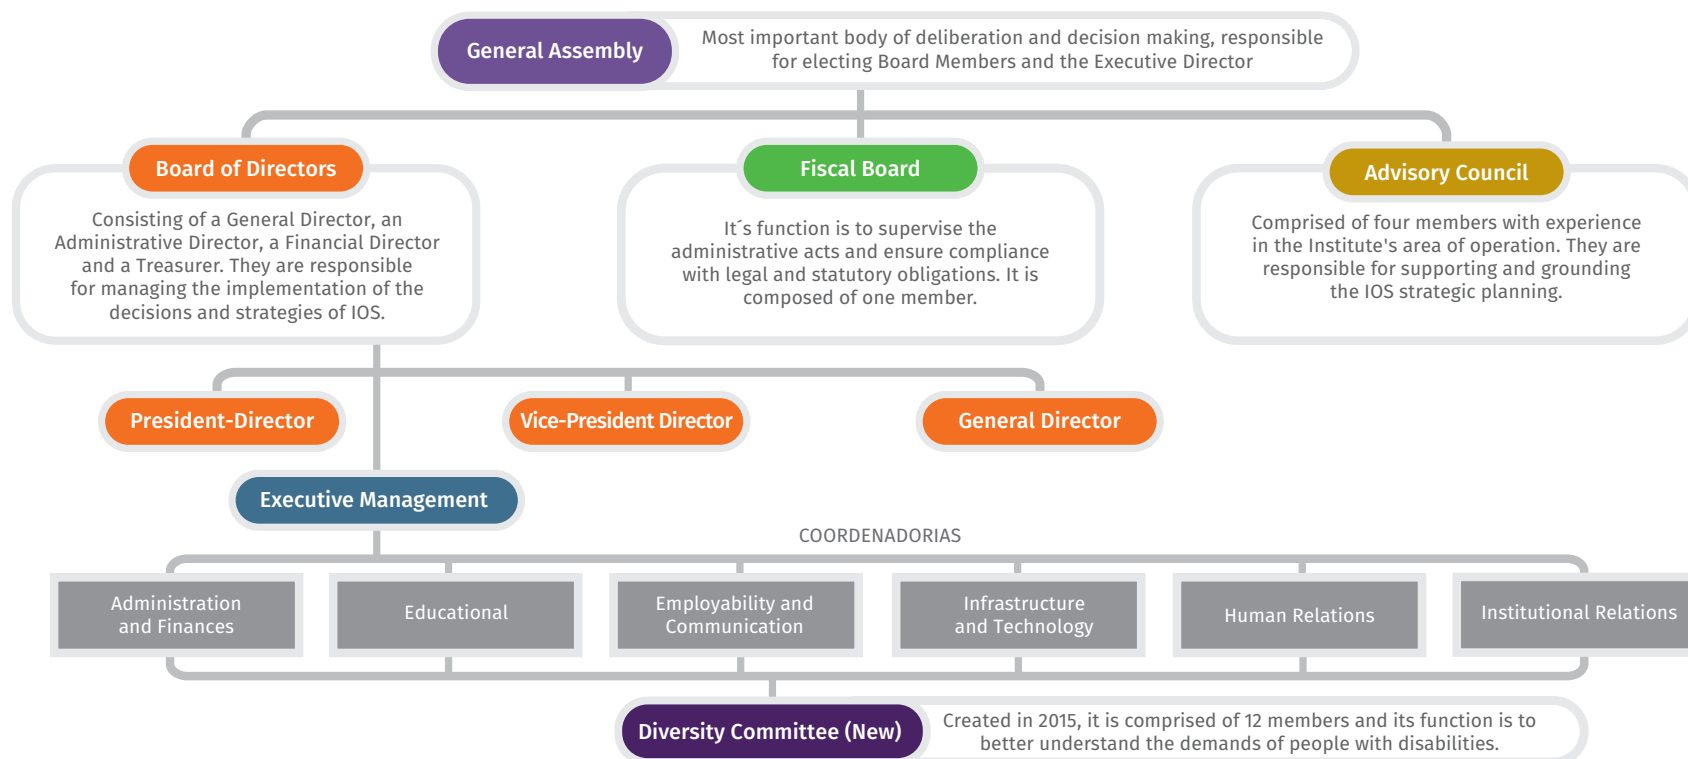 General Assembly
Most important body of deliberation and decision making, responsible
for electing Board Members and the Executive Director
Board of Directors
Consisting of a General Director, an
Administrative Director, a Financial Director
and a Treasurer. They are responsible
for managing the implementation of the
decisions and strategies of IOS.
Fiscal Board
It´s function is to supervise the
administrative acts and ensure compliance
with legal and statutory obligations. It is
composed of one member.
Advisory Council
Comprised of four members with experience
in the Institute's area of operation. They are
responsible for supporting and grounding
the IOS strategic planning.
President-Director
Vice-President Director
General Director
Executive Management
COORDENADORIAS
Administration
and Finances
Educational
Employability and
Communication
Infrastructure
and Technology
Human Relations
Institutional Relations
Diversity Committee (New)
Created in 2015, it is comprised of 12 members and its function is to
better understand the demands of people with disabilities.